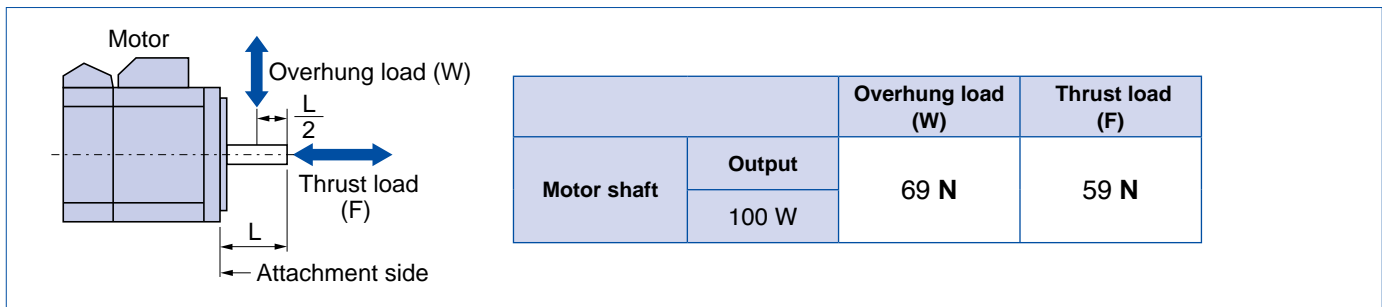 Motor
Overhung load (W)
L
2
Thrust load
(F)
L
Attachment side
Overhung load
(W)
Thrust load
(F)
Motor shaft
Output
69 N
59 N
100 W